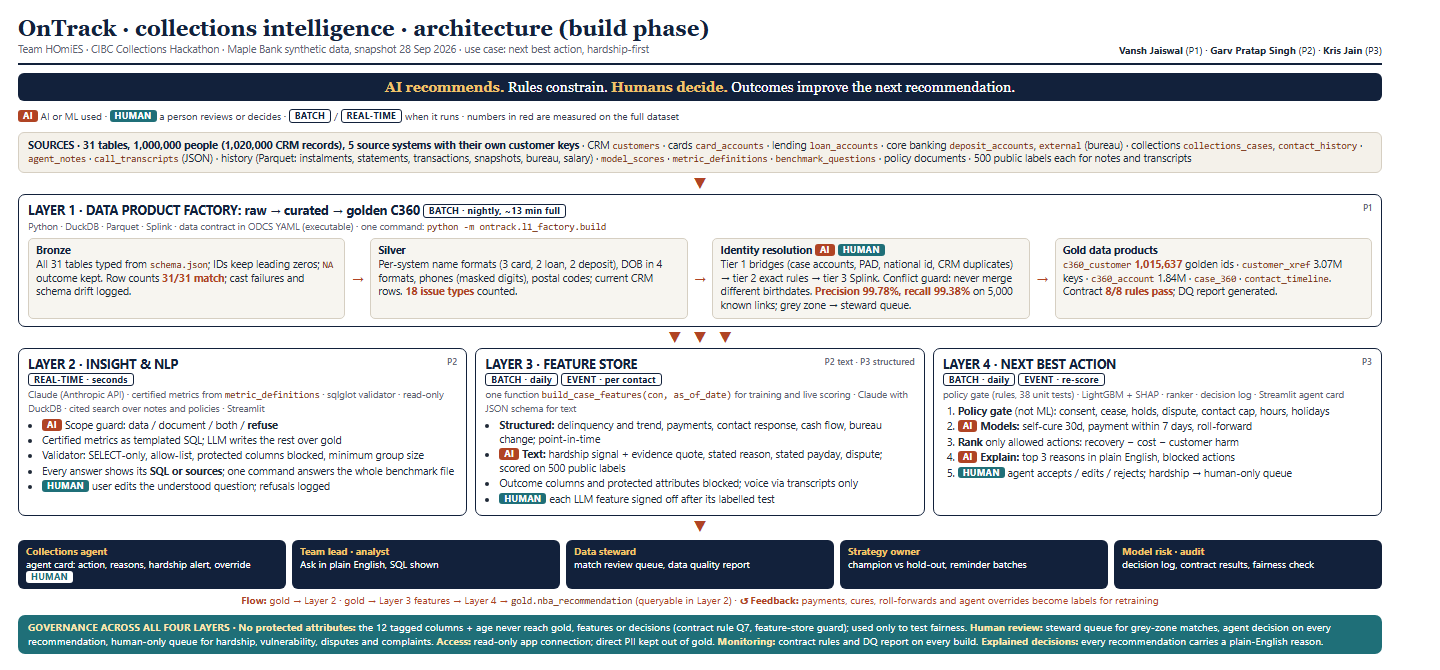 OnTrack · collections intelligence · architecture (build phase)
Team HOmiES · CIBC Collections Hackathon · Maple Bank synthetic data, snapshot 28 Sep 2026 · use case: next best action, hardship-first
Vansh Jaiswal (P1) · Garv Pratap Singh (P2) · Kris Jain (P3)
AI recommends. Rules constrain. Humans decide. Outcomes improve the next recommendation.
AI AI or ML used · HUMAN a person reviews or decides · BATCH / REAL-TIME when it runs · numbers in red are measured on the full dataset
SOURCES · 31 tables, 1,000,000 people (1,020,000 CRM records), 5 source systems with their own customer keys · CRM customers · cards card_accounts · lending loan_accounts · core banking deposit_accounts, external (bureau) · collections collections_cases, contact_history ·
agent_notes · call_transcripts (JSON) · history (Parquet: instalments, statements, transactions, snapshots, bureau, salary) · model_scores · metric_definitions · benchmark_questions · policy documents · 500 public labels each for notes and transcripts
LAYER 1 · DATA PRODUCT FACTORY: raw → curated → golden C360 BATCH · nightly, ~13 min full
P1
Python · DuckDB · Parquet · Splink · data contract in ODCS YAML (executable) · one command: python -m ontrack.l1_factory.build
Bronze
All 31 tables typed from schema.json; IDs keep leading zeros; NA
outcome kept. Row counts 31/31 match; cast failures and
schema drift logged.
→
Silver
Per-system name formats (3 card, 2 loan, 2 deposit), DOB in 4
formats, phones (masked digits), postal codes; current CRM
rows. 18 issue types counted.
→
Identity resolution AI HUMAN
Tier 1 bridges (case accounts, PAD, national id, CRM duplicates)
→ tier 2 exact rules → tier 3 Splink. Conflict guard: never merge
different birthdates. Precision 99.78%, recall 99.38% on 5,000
known links; grey zone → steward queue.
→
Gold data products
c360_customer 1,015,637 golden ids · customer_xref 3.07M
keys · c360_account 1.84M · case_360 · contact_timeline.
Contract 8/8 rules pass; DQ report generated.
LAYER 2 · INSIGHT & NLP
P2
REAL-TIME · seconds
Claude (Anthropic API) · certified metrics from metric_definitions · sqlglot validator · read-only
DuckDB · cited search over notes and policies · Streamlit
• AI Scope guard: data / document / both / refuse
• Certified metrics as templated SQL; LLM writes the rest over gold
• Validator: SELECT-only, allow-list, protected columns blocked, minimum group size
• Every answer shows its SQL or sources; one command answers the whole benchmark file
• HUMAN user edits the understood question; refusals logged
LAYER 3 · FEATURE STORE
P2 text · P3 structured
BATCH · daily EVENT · per contact
one function build_case_features(con, as_of_date) for training and live scoring · Claude with
JSON schema for text
• Structured: delinquency and trend, payments, contact response, cash flow, bureau
change; point-in-time
• AI Text: hardship signal + evidence quote, stated reason, stated payday, dispute;
scored on 500 public labels
• Outcome columns and protected attributes blocked; voice via transcripts only
• HUMAN each LLM feature signed off after its labelled test
LAYER 4 · NEXT BEST ACTION
P3
BATCH · daily EVENT · re-score
policy gate (rules, 38 unit tests) · LightGBM + SHAP · ranker · decision log · Streamlit agent card
1. Policy gate (not ML): consent, cease, holds, dispute, contact cap, hours, holidays
2. AI Models: self-cure 30d, payment within 7 days, roll-forward
3. Rank only allowed actions: recovery − cost − customer harm
4. AI Explain: top 3 reasons in plain English, blocked actions
5. HUMAN agent accepts / edits / rejects; hardship → human-only queue
Collections agent
agent card: action, reasons, hardship alert, override
HUMAN
Team lead · analyst
Ask in plain English, SQL shown
Data steward
match review queue, data quality report
Strategy owner
champion vs hold-out, reminder batches
Model risk · audit
decision log, contract results, fairness check
Flow: gold → Layer 2 · gold → Layer 3 features → Layer 4 → gold.nba_recommendation (queryable in Layer 2) · ↺ Feedback: payments, cures, roll-forwards and agent overrides become labels for retraining
GOVERNANCE ACROSS ALL FOUR LAYERS · No protected attributes: the 12 tagged columns + age never reach gold, features or decisions (contract rule Q7, feature-store guard); used only to test fairness. Human review: steward queue for grey-zone matches, agent decision on every
recommendation, human-only queue for hardship, vulnerability, disputes and complaints. Access: read-only app connection; direct PII kept out of gold. Monitoring: contract rules and DQ report on every build. Explained decisions: every recommendation carries a plain-English reason.